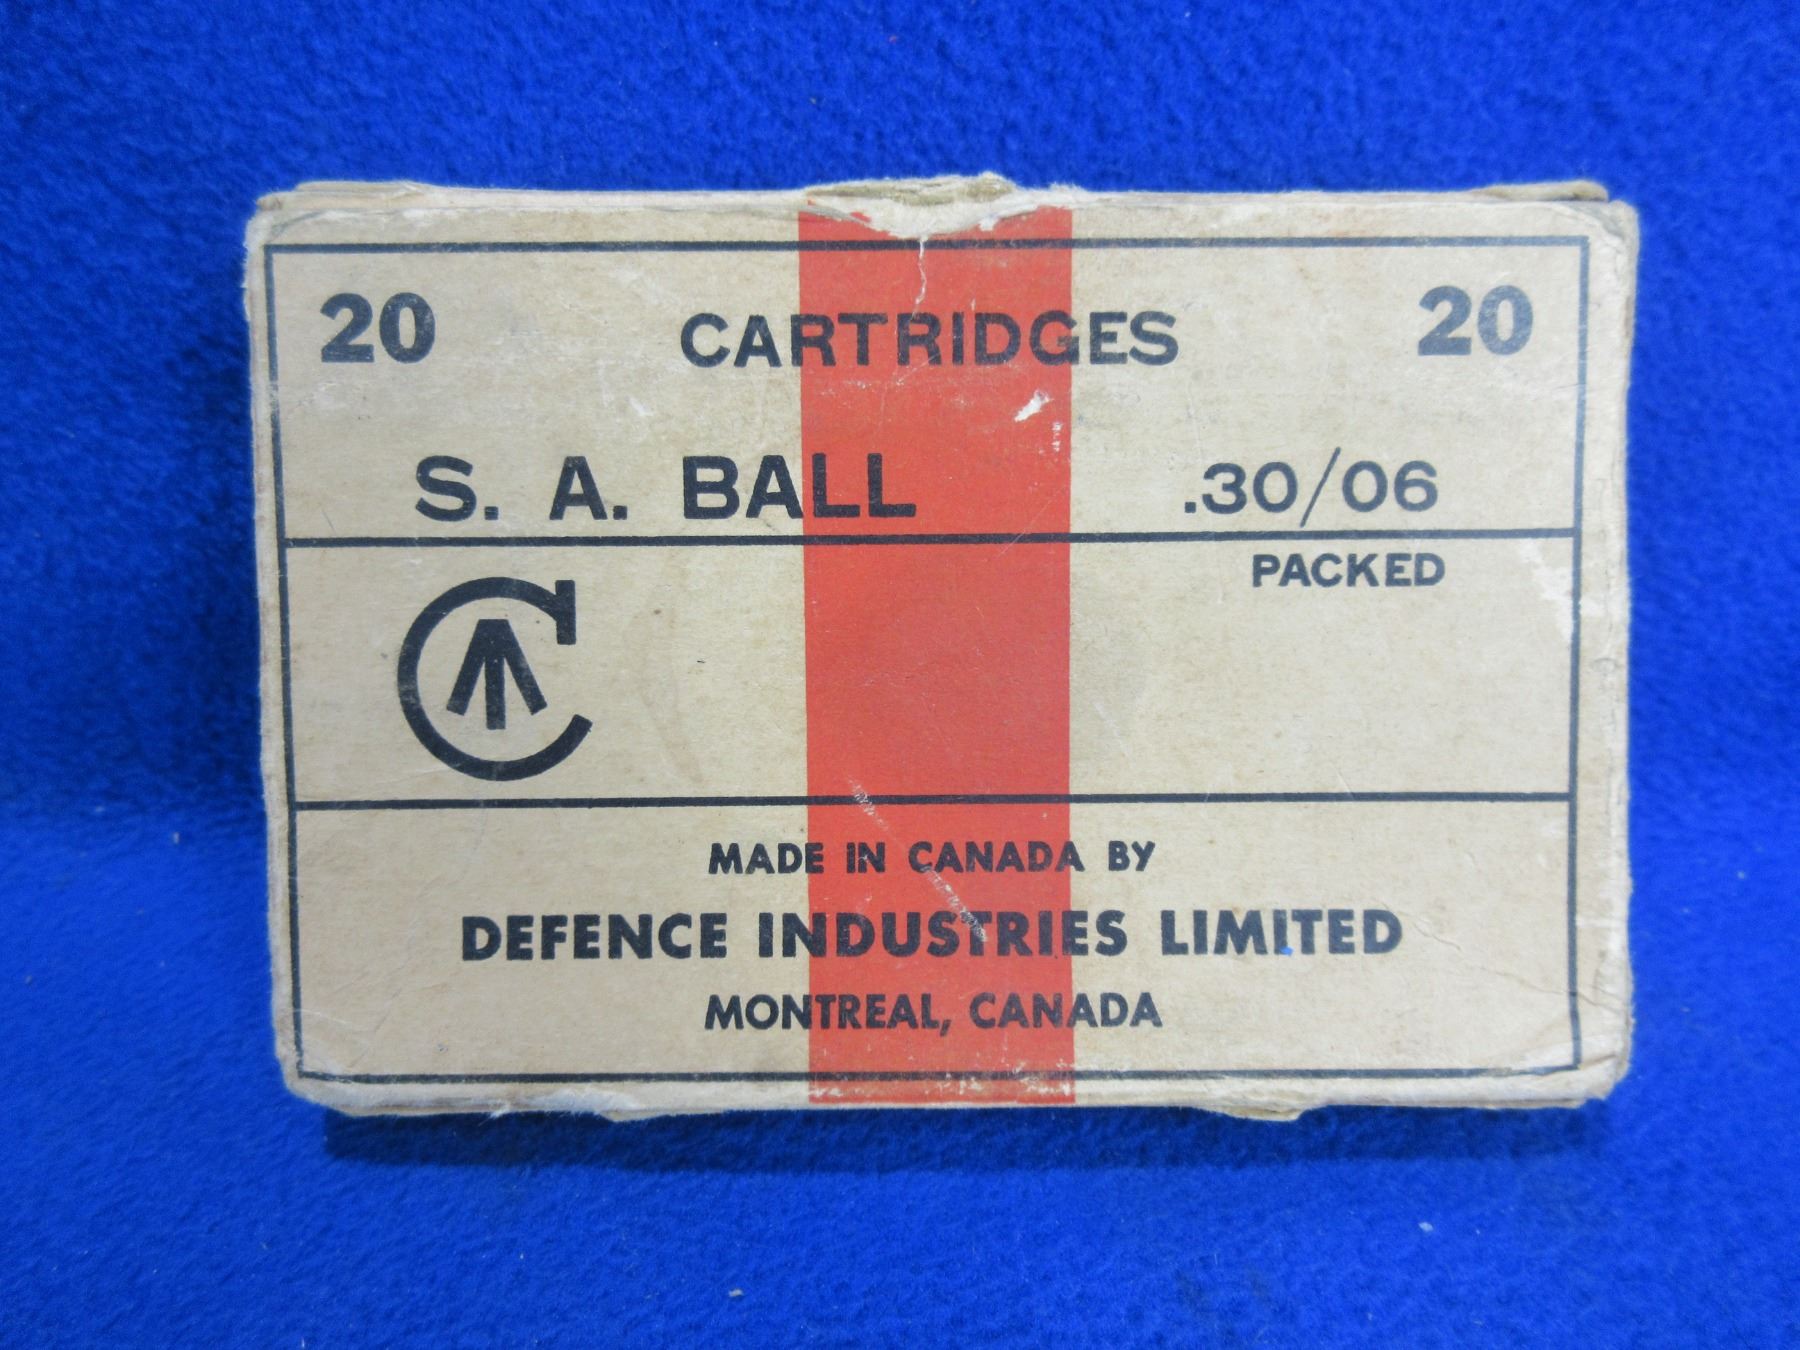 20 CARTRIDGES 20
S. A. BALL .30/06
PACKED
C
MADE IN CANADA BY
DEFENCE INDUSTRIES LIMITED
MONTREAL, CANADA